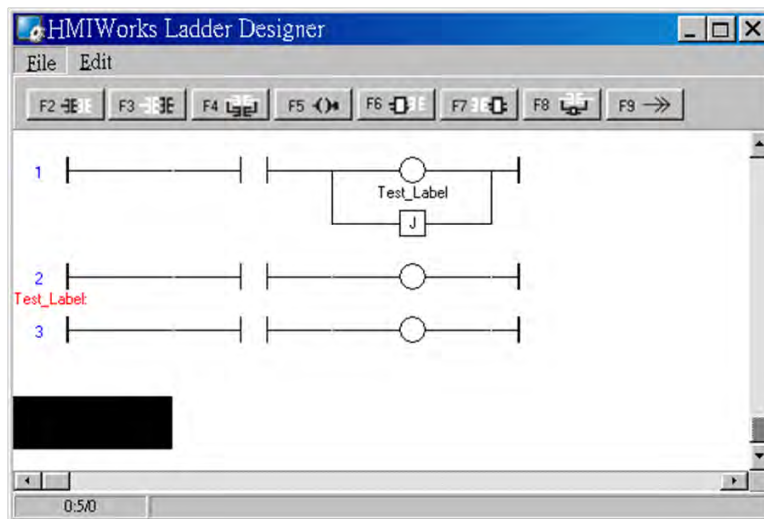 HMIWorks Ladder Designer
File Edit
F2 F3 F4 F5 F6 F7 F8 F9
1
Test_Label
J
2
Test_Label:
3
0:5/0